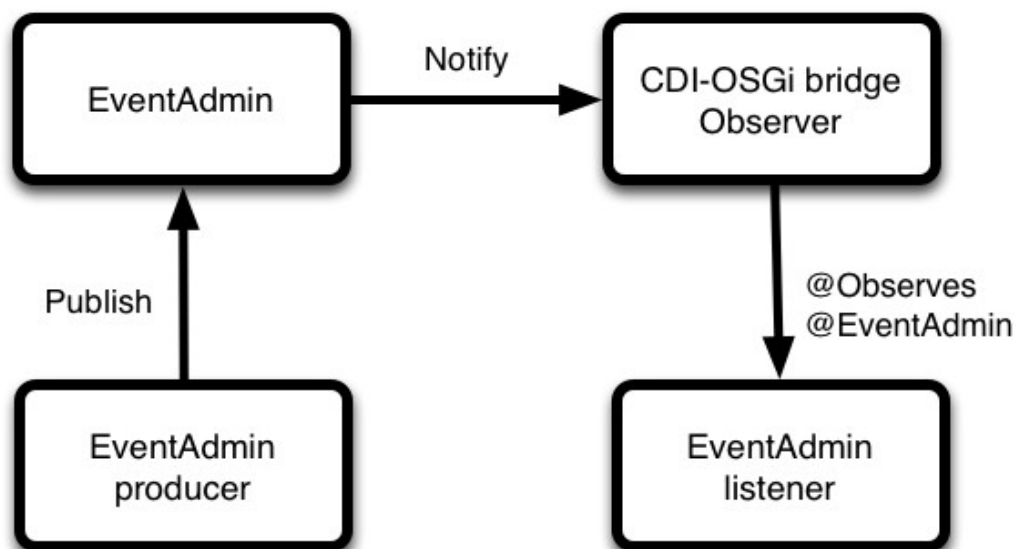 EventAdmin
Notify
CDI-OSGi bridge
Observer
Publish
@Observes
@EventAdmin
EventAdmin
producer
EventAdmin
listener